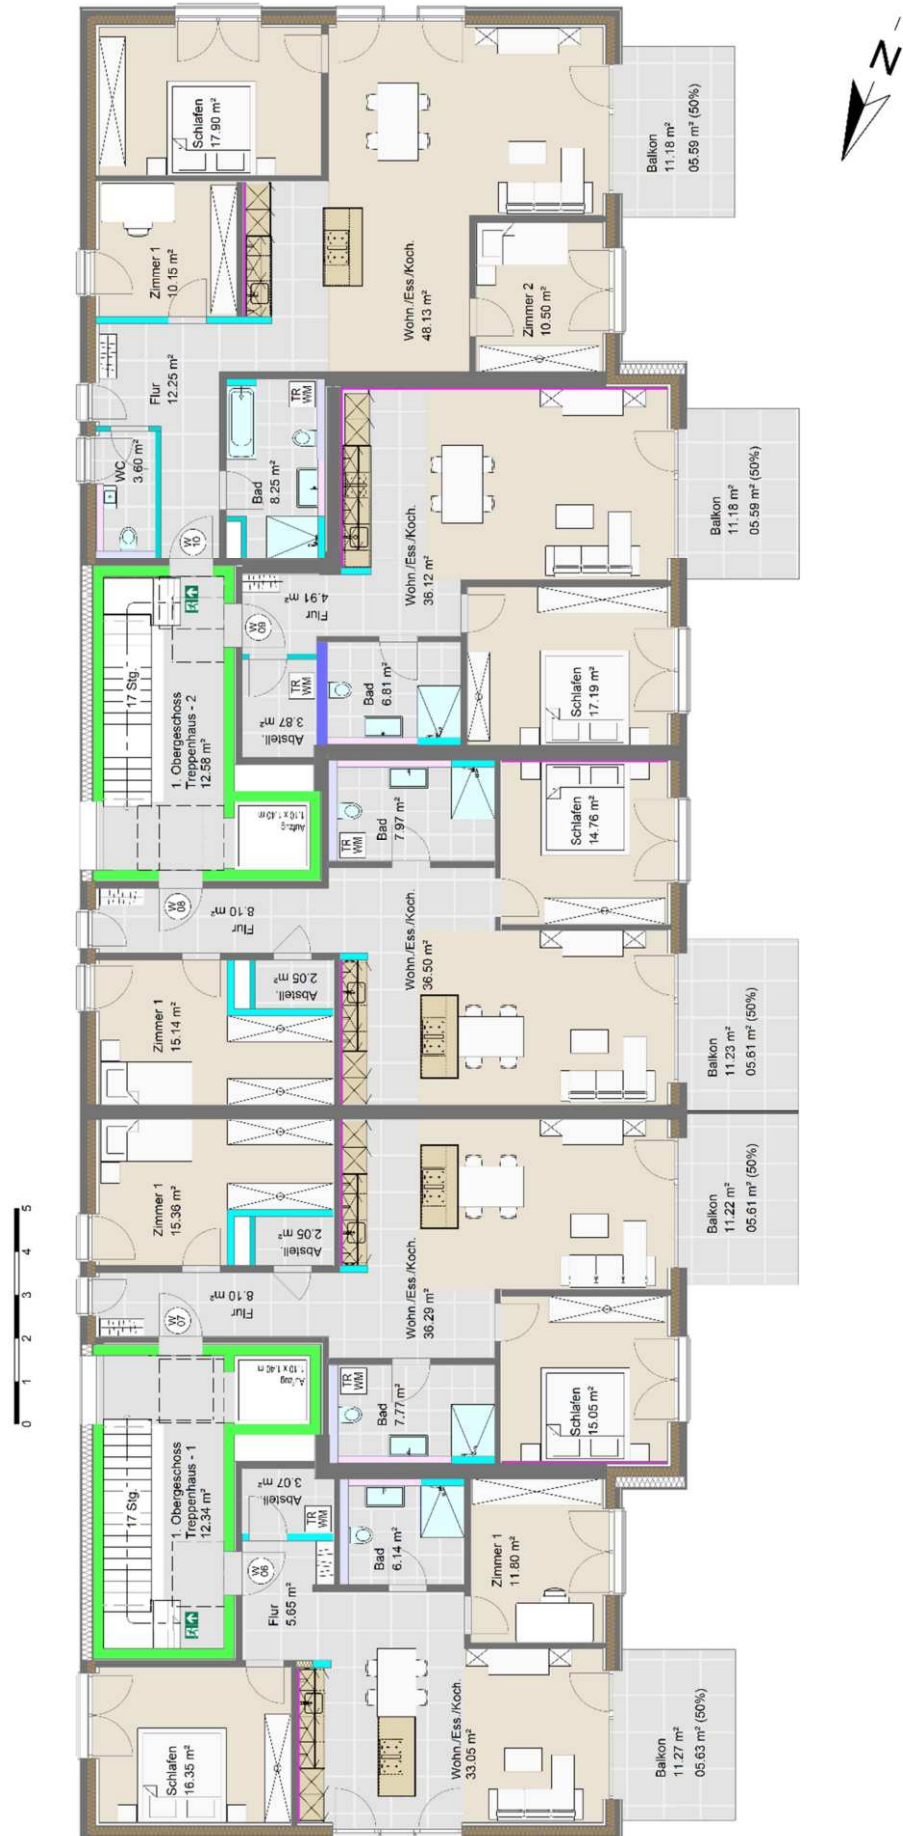 Schlafen
17.90 m²
Balkon
11.18 m²
05.59 m² (50%)
N
Zimmer 1
10.15 m²
Wohn./Ess./Koch.
48.13 m²
Zimmer 2
10.50 m²
Flur
12.25 m²
WC
3.60 m²
TR
WM
Bad
8.25 m²
W
10
Wohn./Ess./Koch.
36.12 m²
Balkon
11.18 m²
05.59 m² (50%)
Flur
4.91 m²
W
09
17 Stg.
1. Obergeschoss
Treppenhaus - 2
12.58 m²
Abstell.
3.87 m²
TR
WM
Bad
6.81 m²
Schlafen
17.19 m²
Aufzug
1.10 x 1.40 m
TR
WM
Bad
7.97 m²
Schlafen
14.76 m²
W
08
Flur
8.10 m²
Wohn./Ess./Koch.
36.50 m²
Zimmer 1
15.14 m²
Abstell.
2.05 m²
Balkon
11.23 m²
05.61 m² (50%)
Zimmer 1
15.36 m²
Abstell.
2.05 m²
Balkon
11.22 m²
05.61 m² (50%)
W
07
Flur
8.10 m²
Wohn./Ess./Koch.
36.29 m²
0 1 2 3 4 5
Aufzug
1.10 x 1.40 m
TR
WM
Bad
7.77 m²
Schlafen
15.05 m²
17 Stg.
1. Obergeschoss
Treppenhaus - 1
12.34 m²
Abstell.
3.07 m²
TR
WM
W
06
Bad
6.14 m²
Zimmer 1
11.80 m²
Flur
5.65 m²
Schlafen
16.35 m²
Wohn./Ess./Koch.
33.05 m²
Balkon
11.27 m²
05.63 m² (50%)